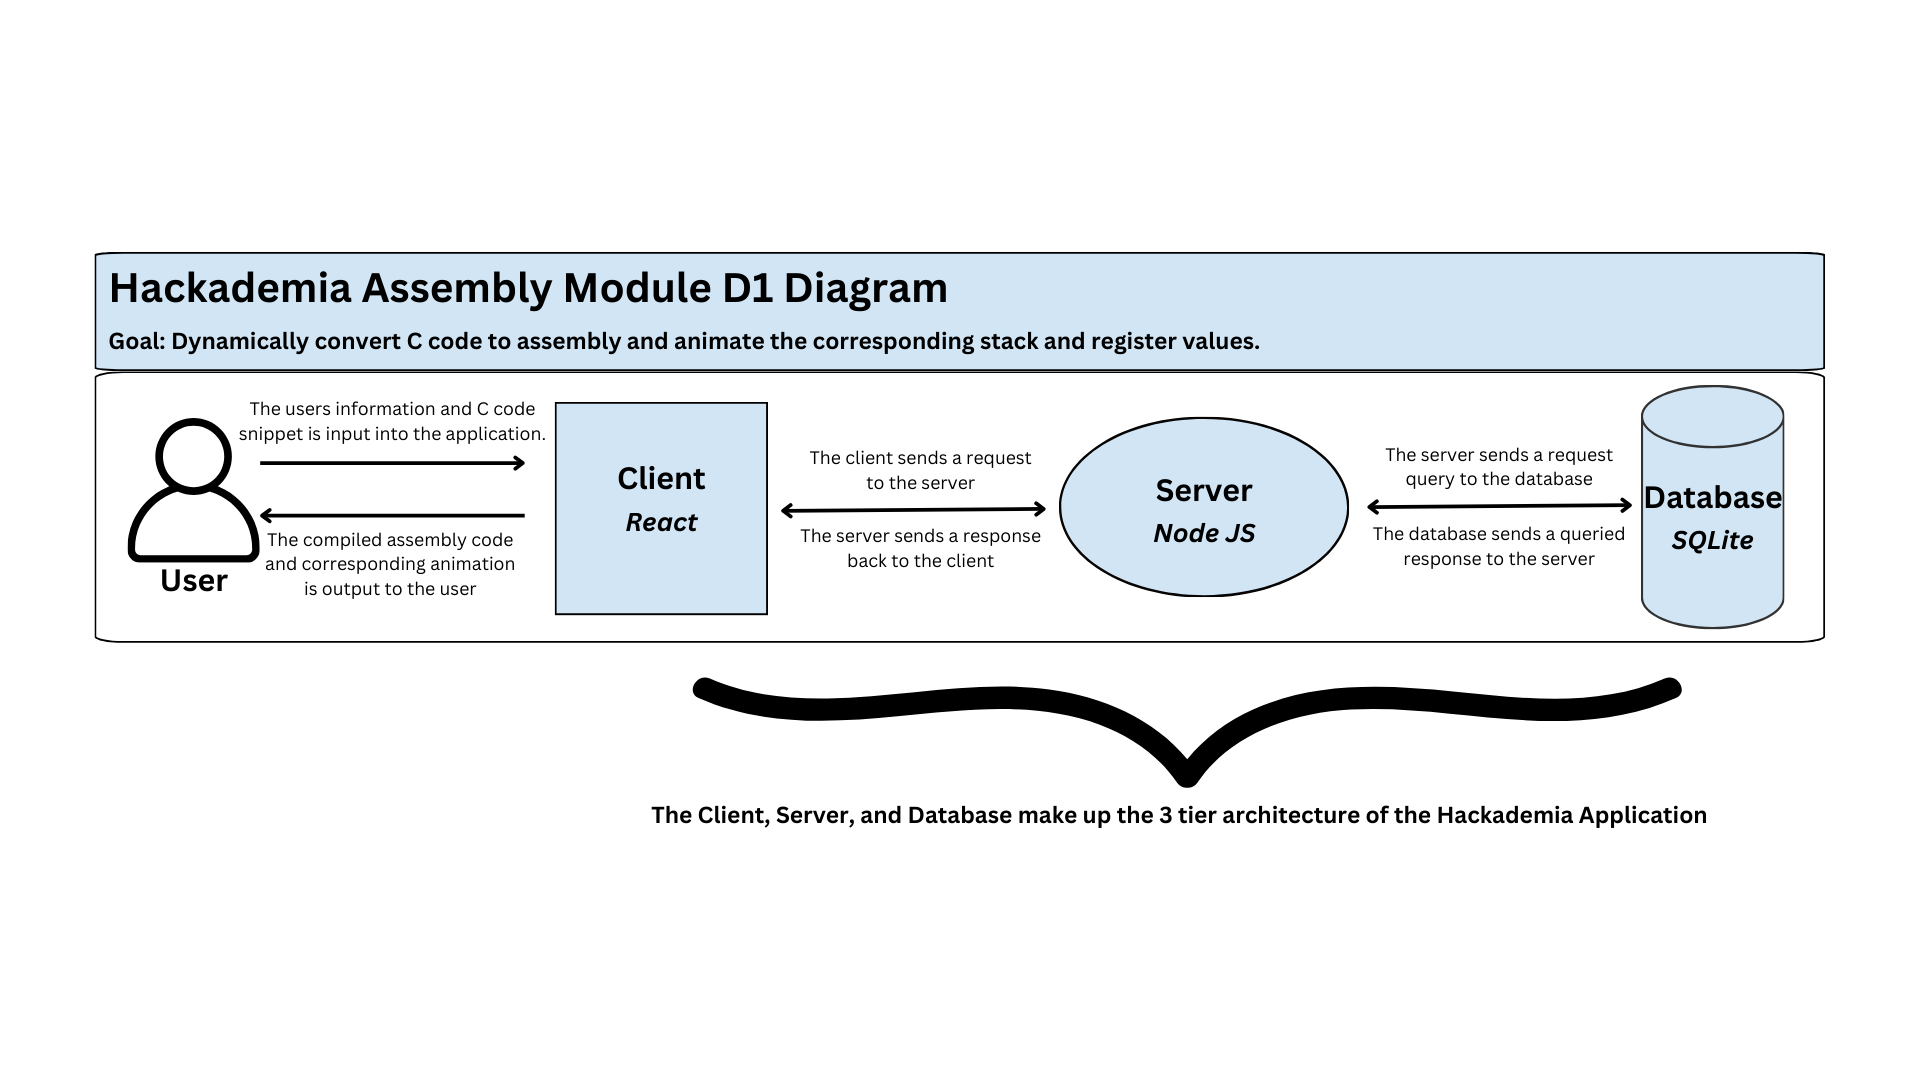 Hackademia Assembly Module D1 Diagram
Goal: Dynamically convert C code to assembly and animate the corresponding stack and register values.
The users information and C code
snippet is input into the application.
The compiled assembly code
and corresponding animation
is output to the user
User
Client
React
The client sends a request
to the server
The server sends a response
back to the client
Server
Node JS
The server sends a request
query to the database
The database sends a queried
response to the server
Database
SQLite
The Client, Server, and Database make up the 3 tier architecture of the Hackademia Application